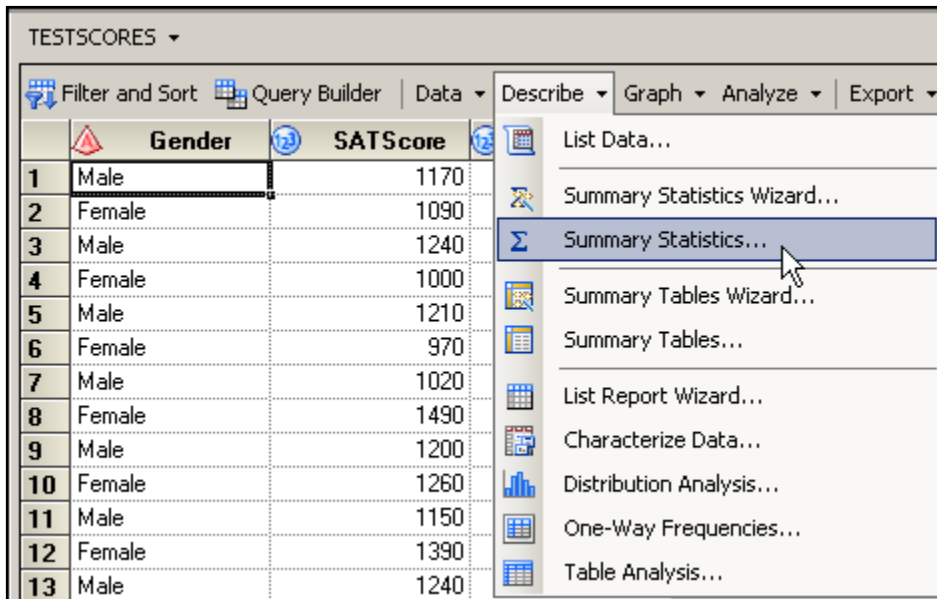 TESTSCORES
Filter and Sort Query Builder Data Describe Graph Analyze Export
Gender SATScore
1 Male 1170
2 Female 1090
3 Male 1240
4 Female 1000
5 Male 1210
6 Female 970
7 Male 1020
8 Female 1490
9 Male 1200
10 Female 1260
11 Male 1150
12 Female 1390
13 Male 1240
List Data...
Summary Statistics Wizard...
Summary Statistics...
Summary Tables Wizard...
Summary Tables...
List Report Wizard...
Characterize Data...
Distribution Analysis...
One-Way Frequencies...
Table Analysis...